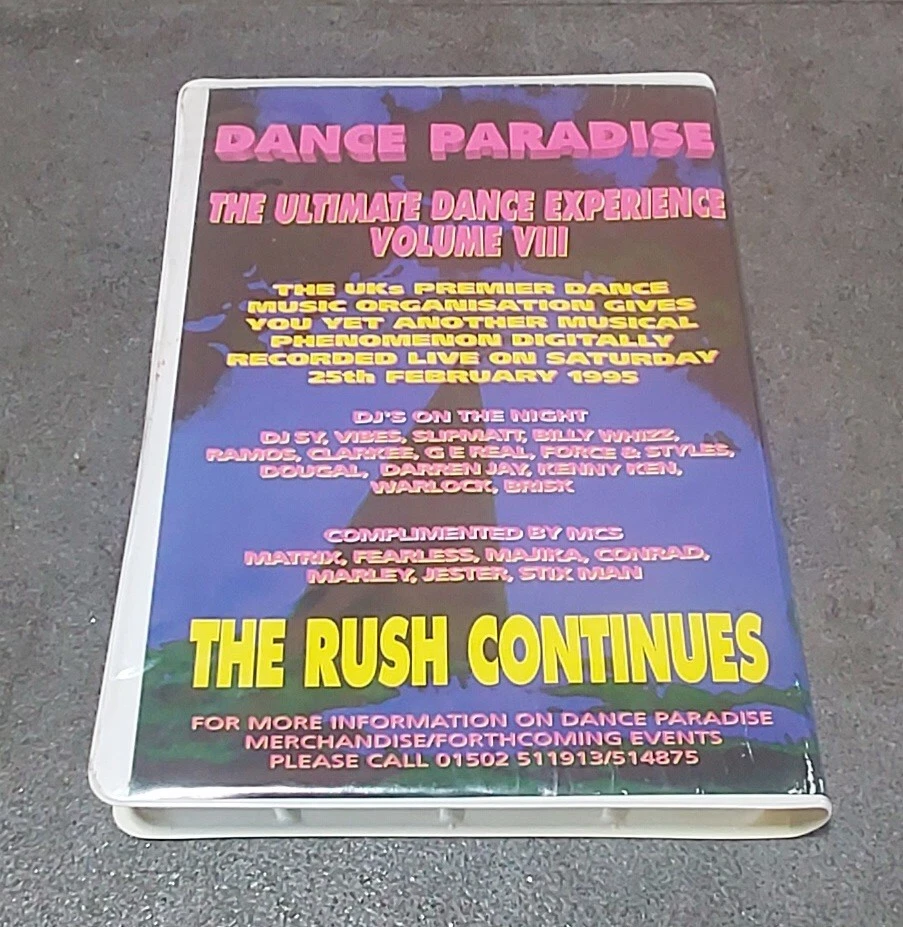 DANCE PARADISE
THE ULTIMATE DANCE EXPERIENCE
VOLUME VIII
THE UKs PREMIER DANCE
MUSIC ORGANISATION GIVES
YOU YET ANOTHER MUSICAL
PHENOMENON DIGITALLY
RECORDED LIVE ON SATURDAY
25th FEBRUARY 1995
DJ'S ON THE NIGHT
DJ SY, VIBES, SLIPMATT, BILLY WHIZZ,
RAMOS, CLARKEE, G E REAL, FORCE & STYLES,
DOUGAL, DARREN JAY, KENNY KEN,
WARLOCK, BRISK
COMPLIMENTED BY MCS
MATRIX, FEARLESS, MAJIKA, CONRAD,
MARLEY, JESTER, STIX MAN
THE RUSH CONTINUES
FOR MORE INFORMATION ON DANCE PARADISE
MERCHANDISE/FORTHCOMING EVENTS
PLEASE CALL 01502 511913/514875